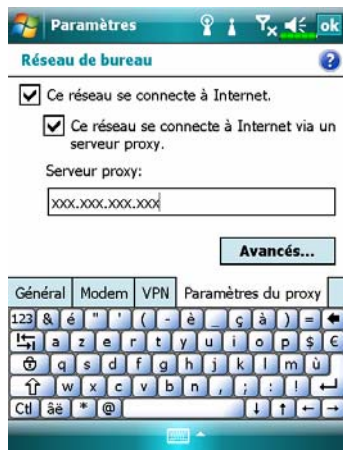 Paramètres ok
Réseau de bureau ?
Ce réseau se connecte à Internet.
Ce réseau se connecte à Internet via un
serveur proxy.
Serveur proxy:
xxx.xxx.xxx.xxx
Avancés...
Général Modem VPN Paramètres du proxy
123 & é " ' ( - è _ ç à ) =
a z e r t y u i o p $ €
q s d f g h j k l m ù
w x c v b n , ; : !
Ctl âë * @